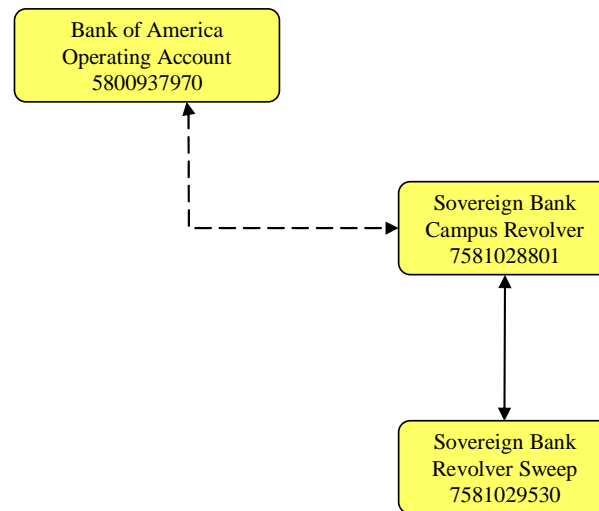 Bank of America
Operating Account
5800937970
Sovereign Bank
Campus Revolver
7581028801
Sovereign Bank
Revolver Sweep
7581029530